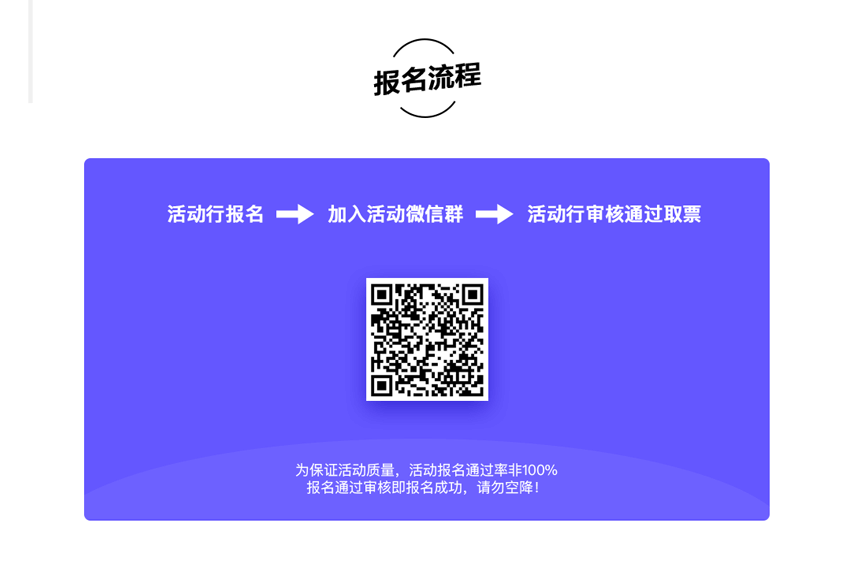 报名流程
活动行报名 → 加入活动微信群 → 活动行审核通过取票
为保证活动质量，活动报名通过率非100%
报名通过审核即报名成功，请勿空降！